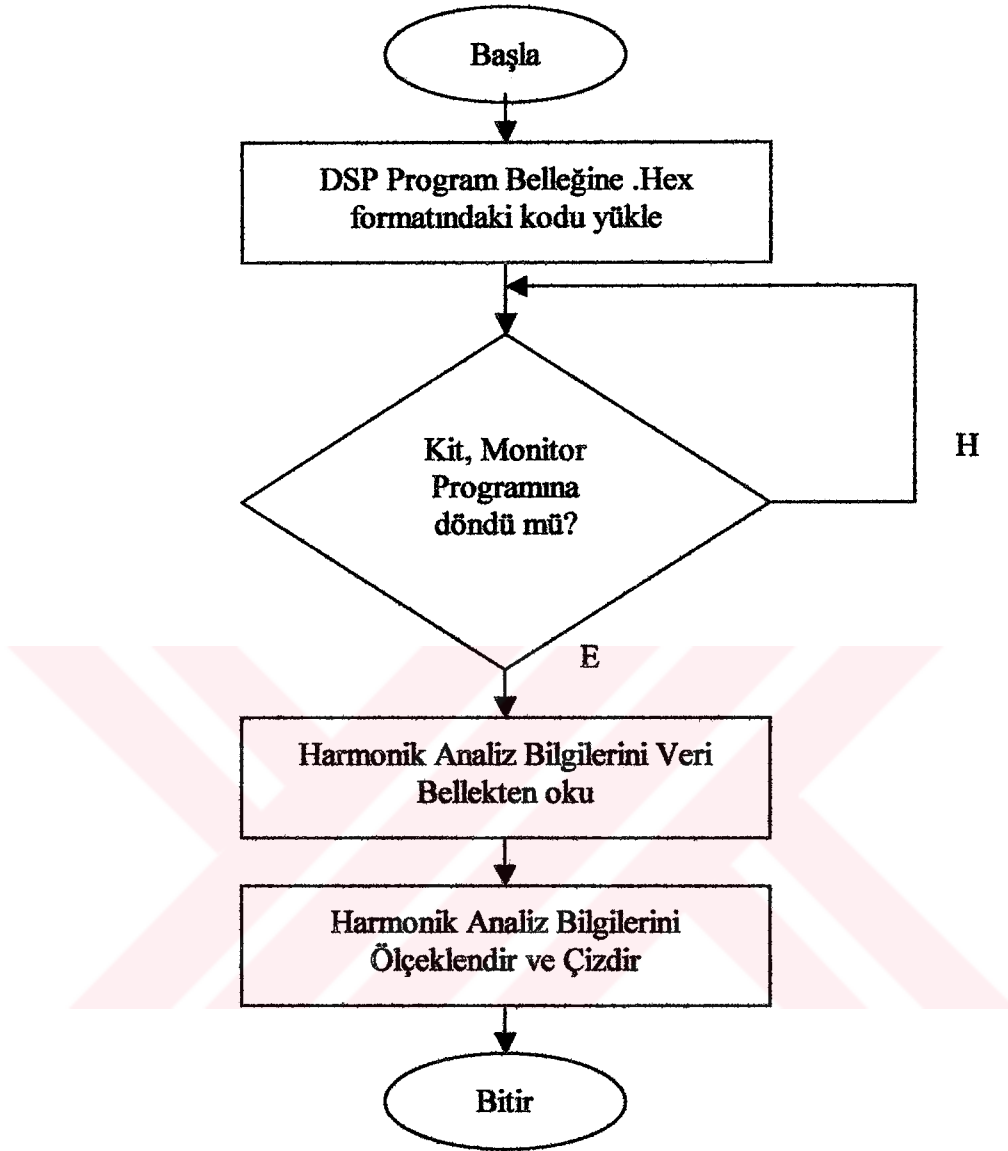 Başla
DSP Program Belleğine .Hex
formatındaki kodu yükle
Kit, Monitor
Programına
döndü mü?
H
E
Harmonik Analiz Bilgilerini Veri
Bellekten oku
Harmonik Analiz Bilgilerini
Ölçeklendir ve Çizdir
Bitir